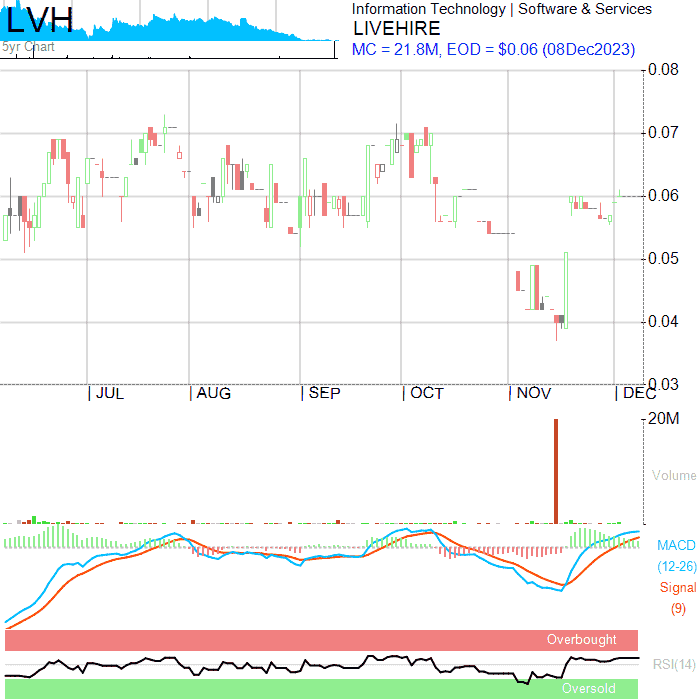 LVH
Information Technology | Software & Services
LIVEHIRE
5yr Chart
MC = 21.8M, EOD = $0.06 (08Dec2023)
0.08
0.07
0.06
0.05
0.04
0.03
JUL AUG SEP OCT NOV DEC
20M
Volume
MACD
(12-26)
Signal
(9)
Overbought
RSI(14)
Oversold